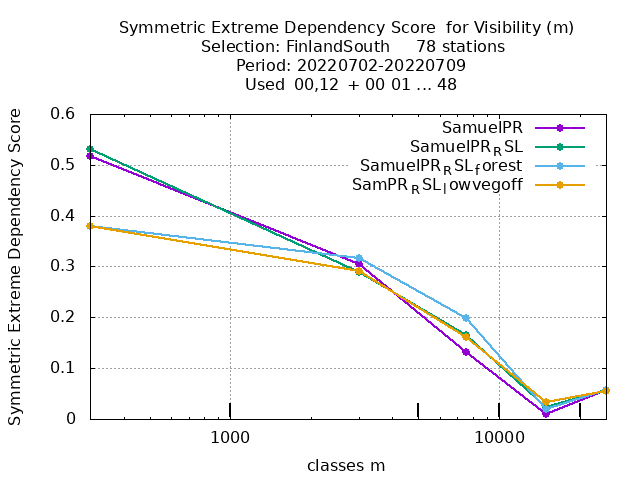 Symmetric Extreme Dependency Score  for Visibility (m)
Selection: FinlandSouth     78 stations
Period: 20220702-20220709
Used  00,12  + 00 01 ... 48
Symmetric Extreme Dependency Score
0.6
0.5
0.4
0.3
0.2
0.1
0
SamuelPR
SamuelPR_RSL
SamuelPR_RSL_forest
SamPR_RSL_lowvegoff
1000 10000
classes m